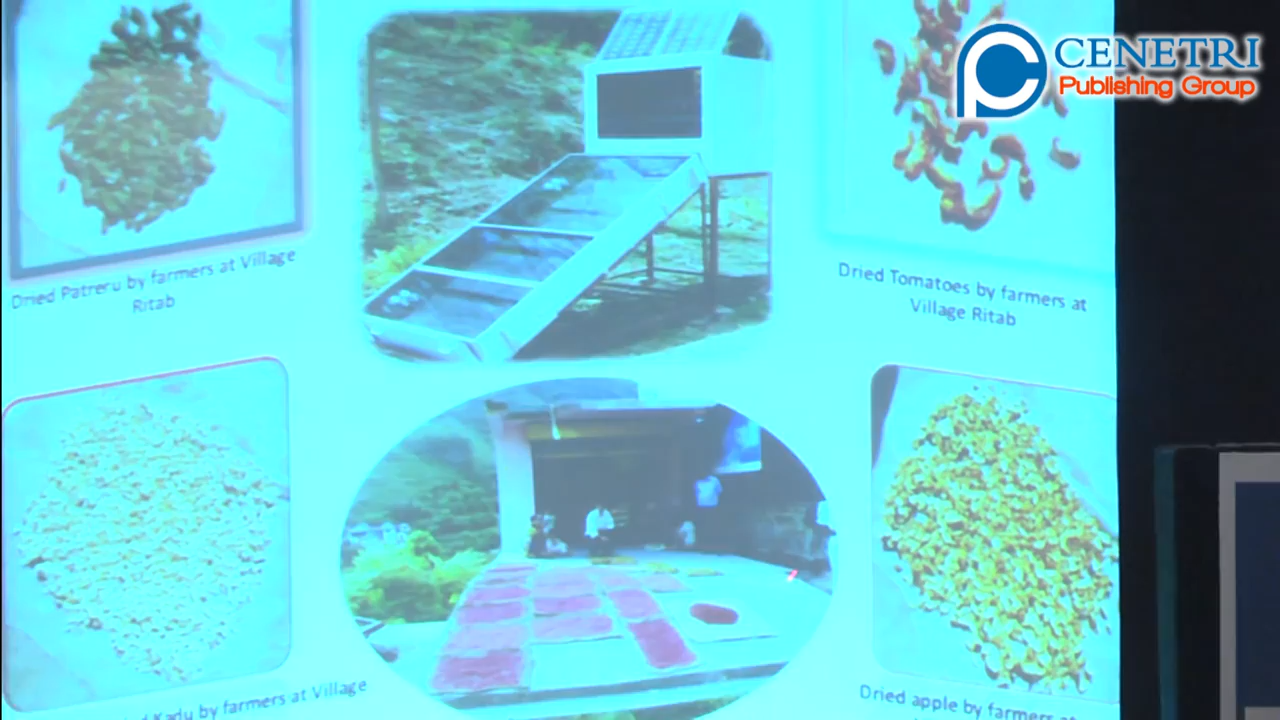 CENETRI
Publishing Group
Dried Patreru by farmers at Village
Ritab
Dried Tomatoes by farmers at
Village Ritab
Kadu by farmers at Village
Dried apple by farmers at